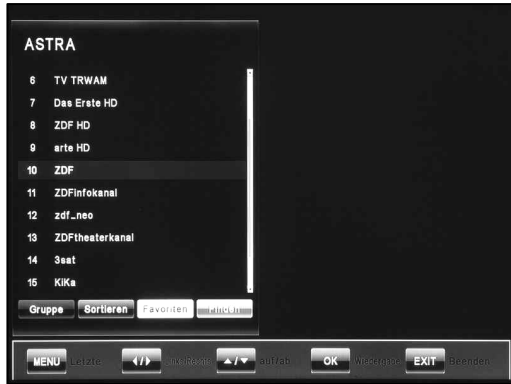 ASTRA
6 TV TRWAM
7 Das Erste HD
8 ZDF HD
9 arte HD
10 ZDF
11 ZDFinfokanal
12 zdf_neo
13 ZDFtheaterkanal
14 3sat
15 KiKa
Gruppe Sortieren Favoriten Finden
MENU Letzte auf/ab OK Wiedergabe EXIT Beenden